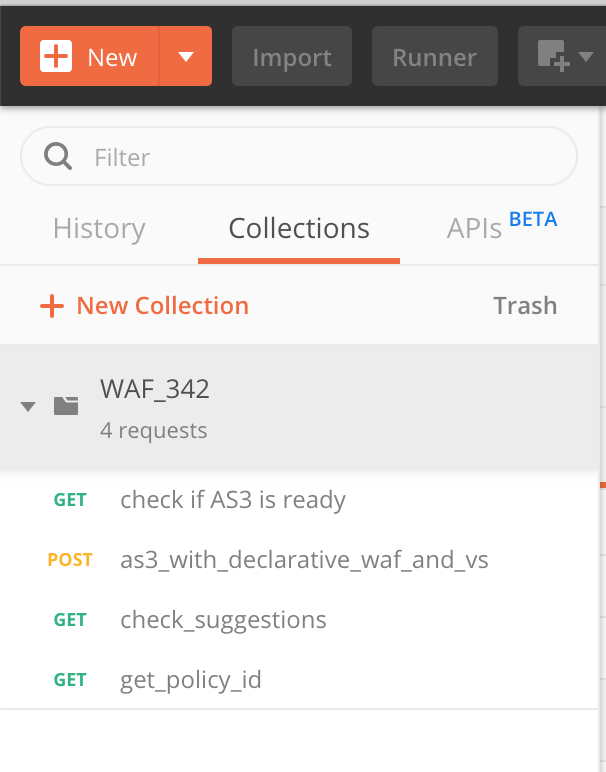 New Import Runner
Filter
History Collections APIs BETA
New Collection Trash
WAF_342
4 requests
GET check if AS3 is ready
POST as3_with_declarative_waf_and_vs
GET check_suggestions
GET get_policy_id